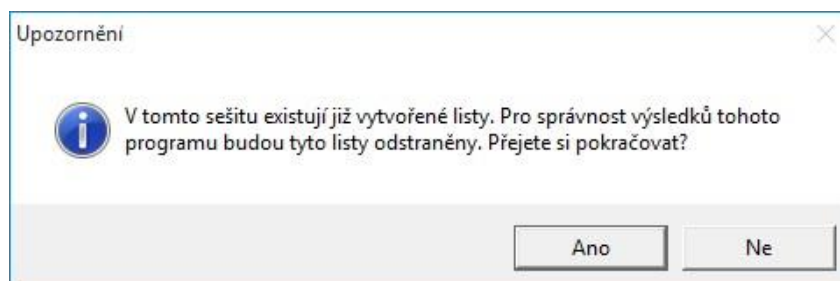 Upozornění
V tomto sešitu existují již vytvořené listy. Pro správnost výsledků tohoto
programu budou tyto listy odstraněny. Přejete si pokračovat?
Ano
Ne